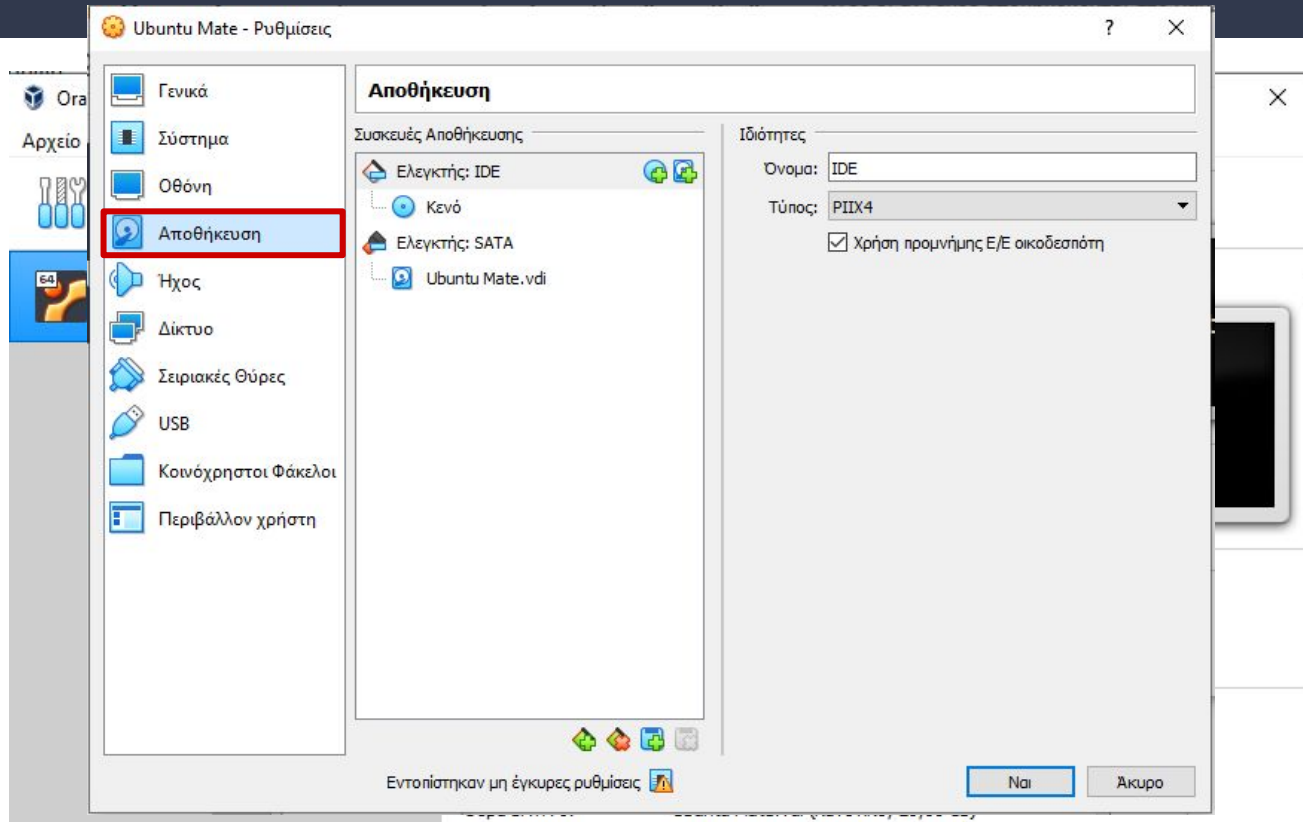 Ubuntu Mate - Ρυθμίσεις
?
Ora
Αρχείο
64
Γενικά
Σύστημα
Οθόνη
Αποθήκευση
Ήχος
Δίκτυο
Σειριακές Θύρες
USB
Κοινόχρηστοι Φάκελοι
Περιβάλλον χρήστη
Αποθήκευση
Συσκευές Αποθήκευσης
Ελεγκτής: IDE
Κενό
Ελεγκτής: SATA
Ubuntu Mate.vdi
Ιδιότητες
Όνομα: IDE
Τύπος: PIIX4
Χρήση προμνήμης Ε/Ε οικοδεσπότη
Εντοπίστηκαν μη έγκυρες ρυθμίσεις
Ναι
Άκυρο